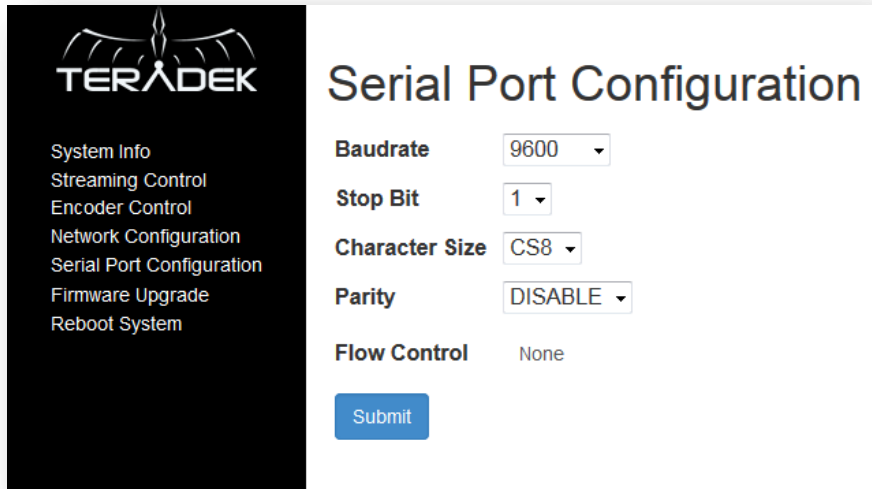 TERADEK
System Info
Streaming Control
Encoder Control
Network Configuration
Serial Port Configuration
Firmware Upgrade
Reboot System
Serial Port Configuration
Baudrate 9600
Stop Bit 1
Character Size CS8
Parity DISABLE
Flow Control None
Submit